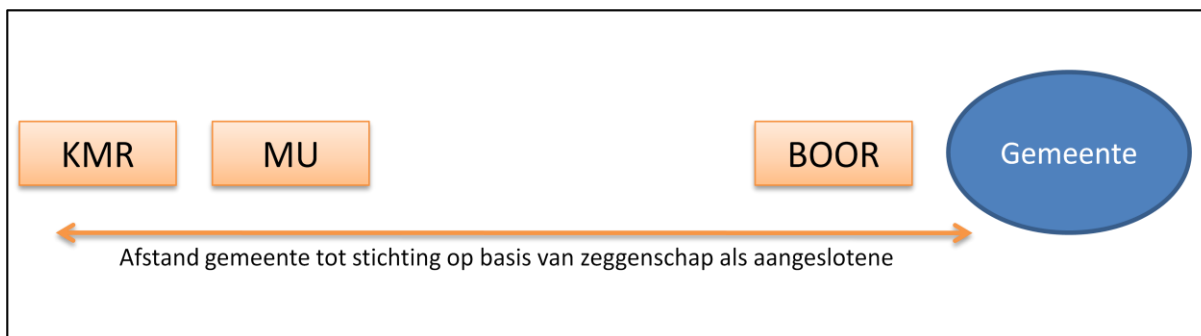 KMR MU BOOR Gemeente
Afstand gemeente tot stichting op basis van zeggenschap als aangeslotene